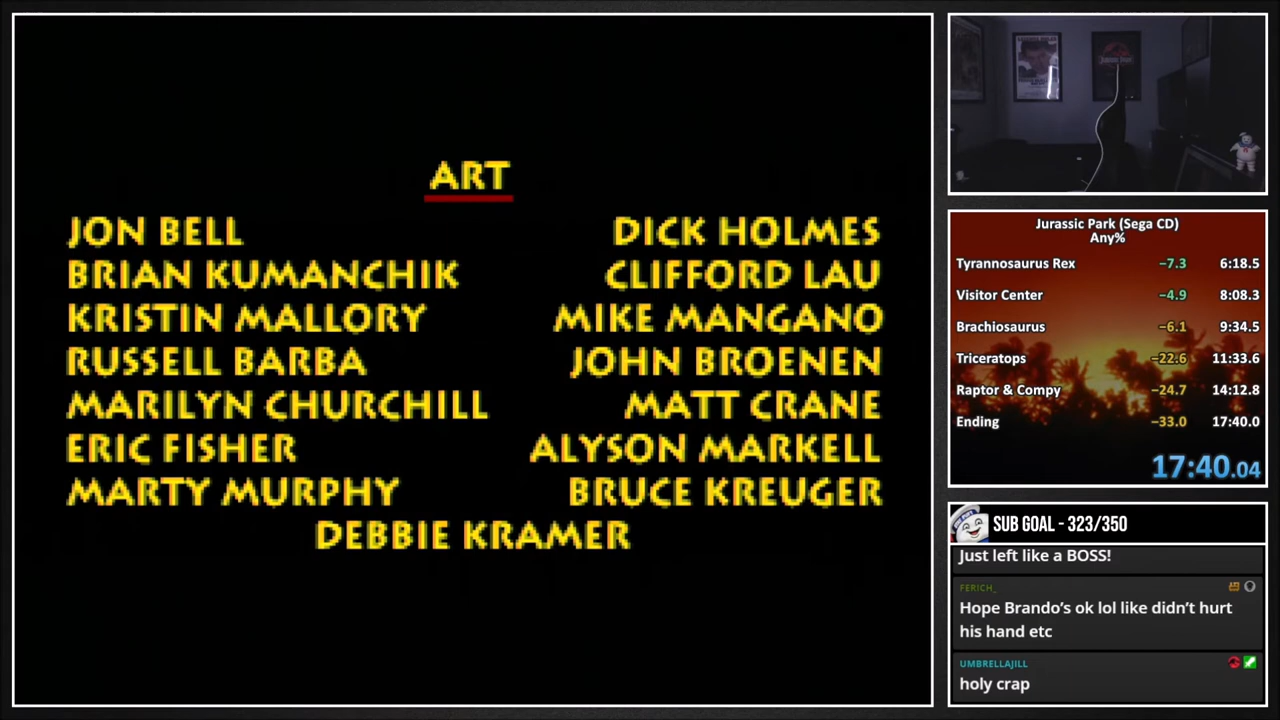 ART
JON BELL
DICK HOLMES
BRIAN KUMANCHIK
CLIFFORD LAU
KRISTIN MALLORY
MIKE MANGANO
RUSSELL BARBA
JOHN BROENEN
MARILYN CHURCHILL
MATT CRANE
ERIC FISHER
ALYSON MARKELL
MARTY MURPHY
BRUCE KREUGER
DEBBIE KRAMER
Jurassic Park (Sega CD)
Any%
Tyrannosaurus Rex −7.3 6:18.5
Visitor Center −4.9 8:08.3
Brachiosaurus −6.1 9:34.5
Triceratops −22.6 11:33.6
Raptor & Compy −24.7 14:12.8
Ending −33.0 17:40.0
17:40.04
SUB GOAL - 323/350
Just left like a BOSS!
FERICH_
Hope Brando’s ok lol like didn’t hurt
his hand etc
UMBRELLAJILL
holy crap